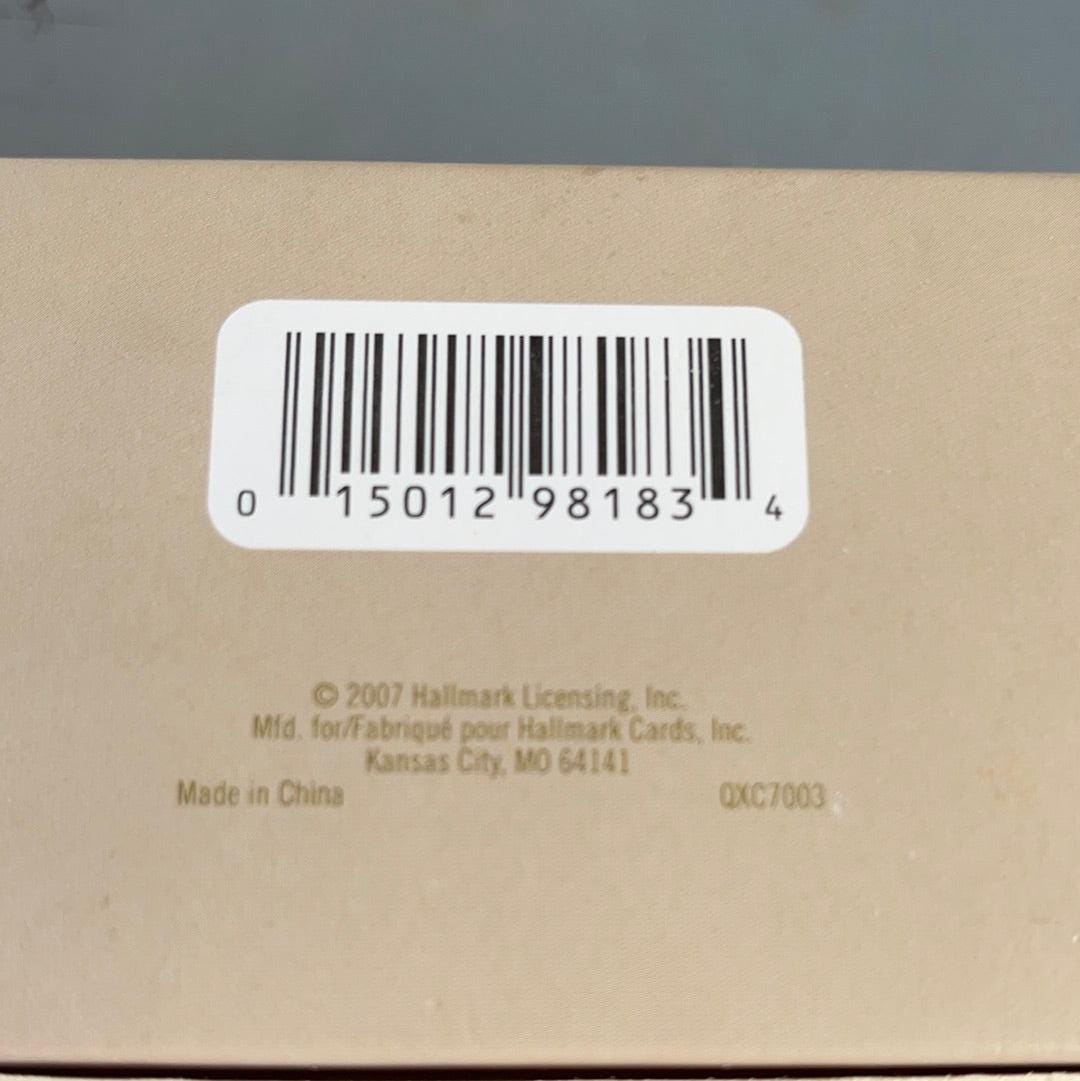 0 15012 98183 4
© 2007 Hallmark Licensing, Inc.
Mfd. for/Fabriqué pour Hallmark Cards, Inc.
Kansas City, MO 64141
Made in China QXC7003